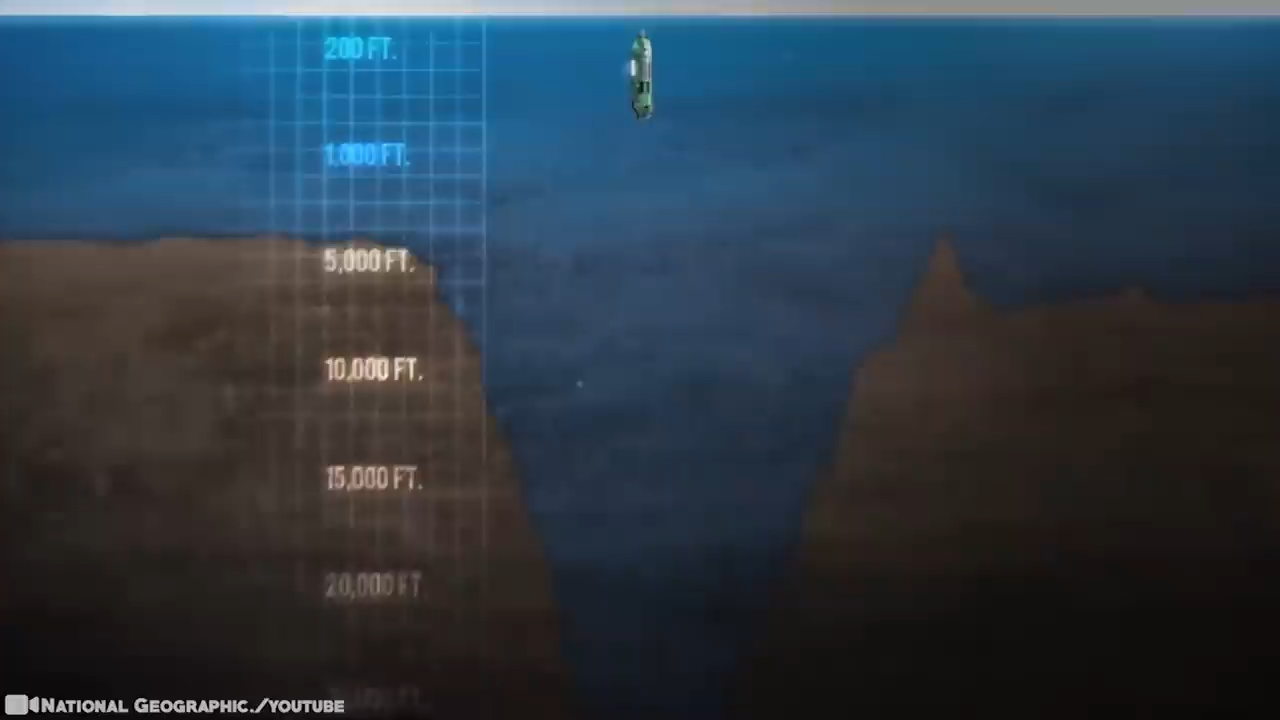 200 FT.
1,000 FT.
5,000 FT.
10,000 FT.
15,000 FT.
20,000 FT.
NATIONAL GEOGRAPHIC./YOUTUBE